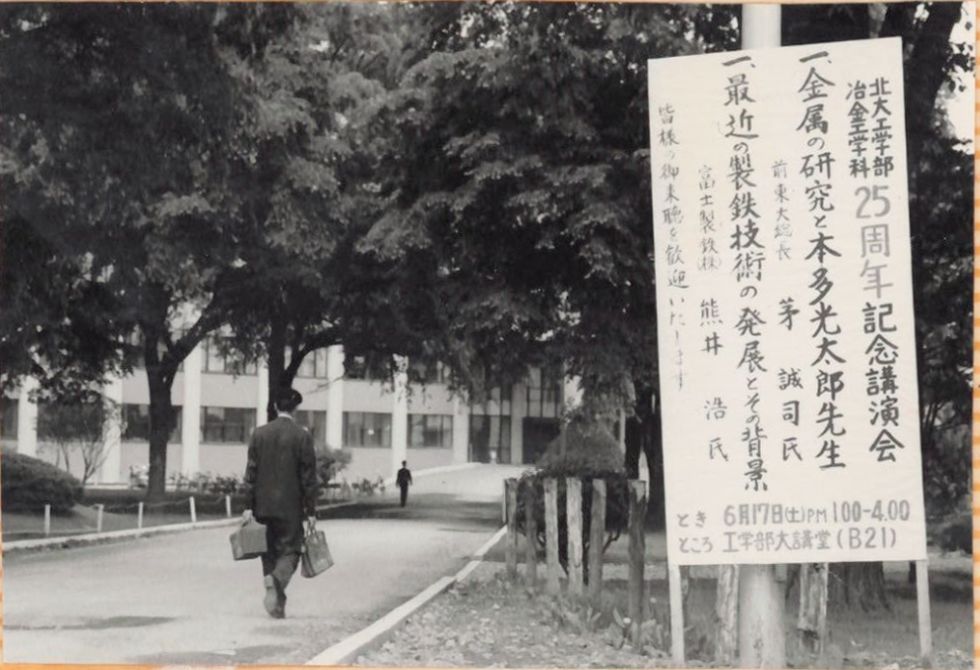 北大工学部
冶金工学科
25周年記念講演会
一、金属の研究と本多光太郎先生
前東大総長 茅 誠司氏
一、最近の製鉄技術の発展とその背景
富士製鉄(株) 熊井 浩氏
皆様の御来聴を歓迎いたします
とき 6月17日(土)PM 1.00-4.00
ところ 工学部大講堂(B21)